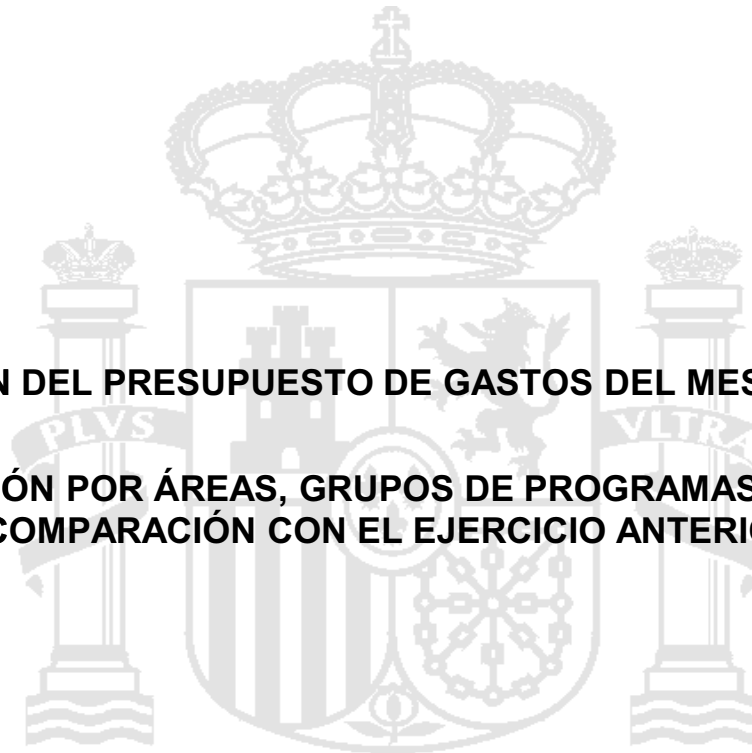 N DEL PRESUPUESTO DE GASTOS DEL MES
PLVS VLTRA
ÓN POR ÁREAS, GRUPOS DE PROGRAMAS
COMPARACIÓN CON EL EJERCICIO ANTERI